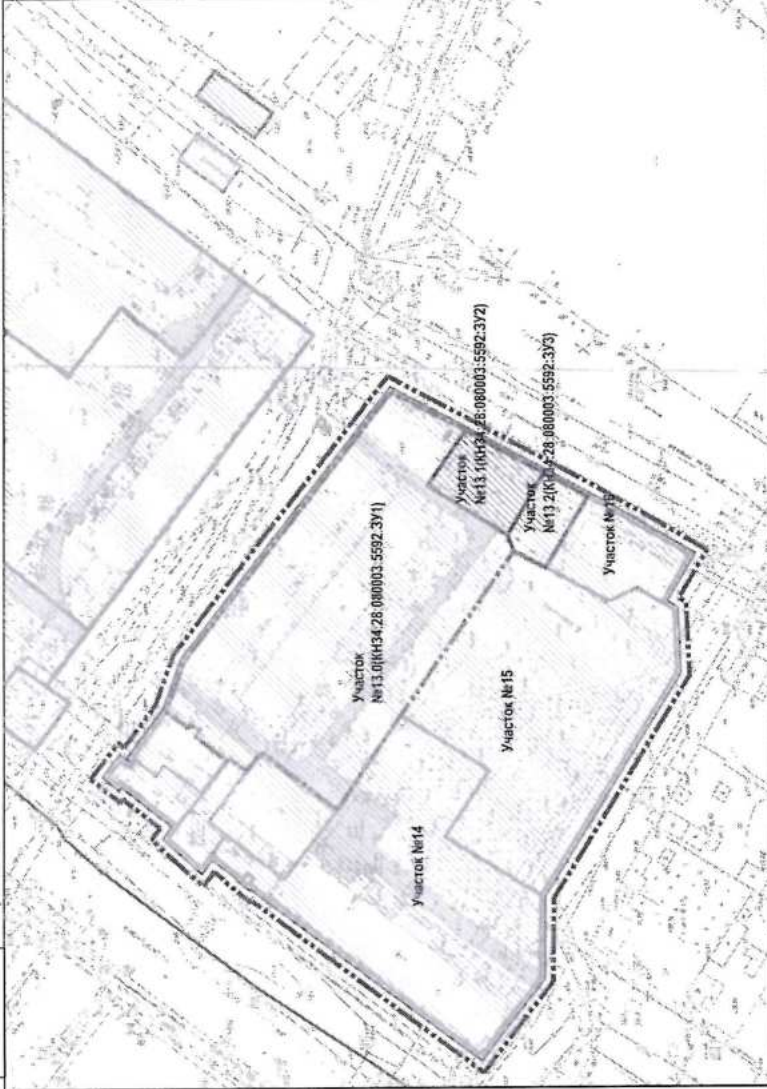 Участок
№13.1(КН34:28:080003:5592:ЗУ2)
Участок
№13.2(КН34:28:080003:5592:ЗУ3)
Участок
№13.0(КН34:28:080003:5592:ЗУ1)
Участок №16
Участок №15
Участок №14